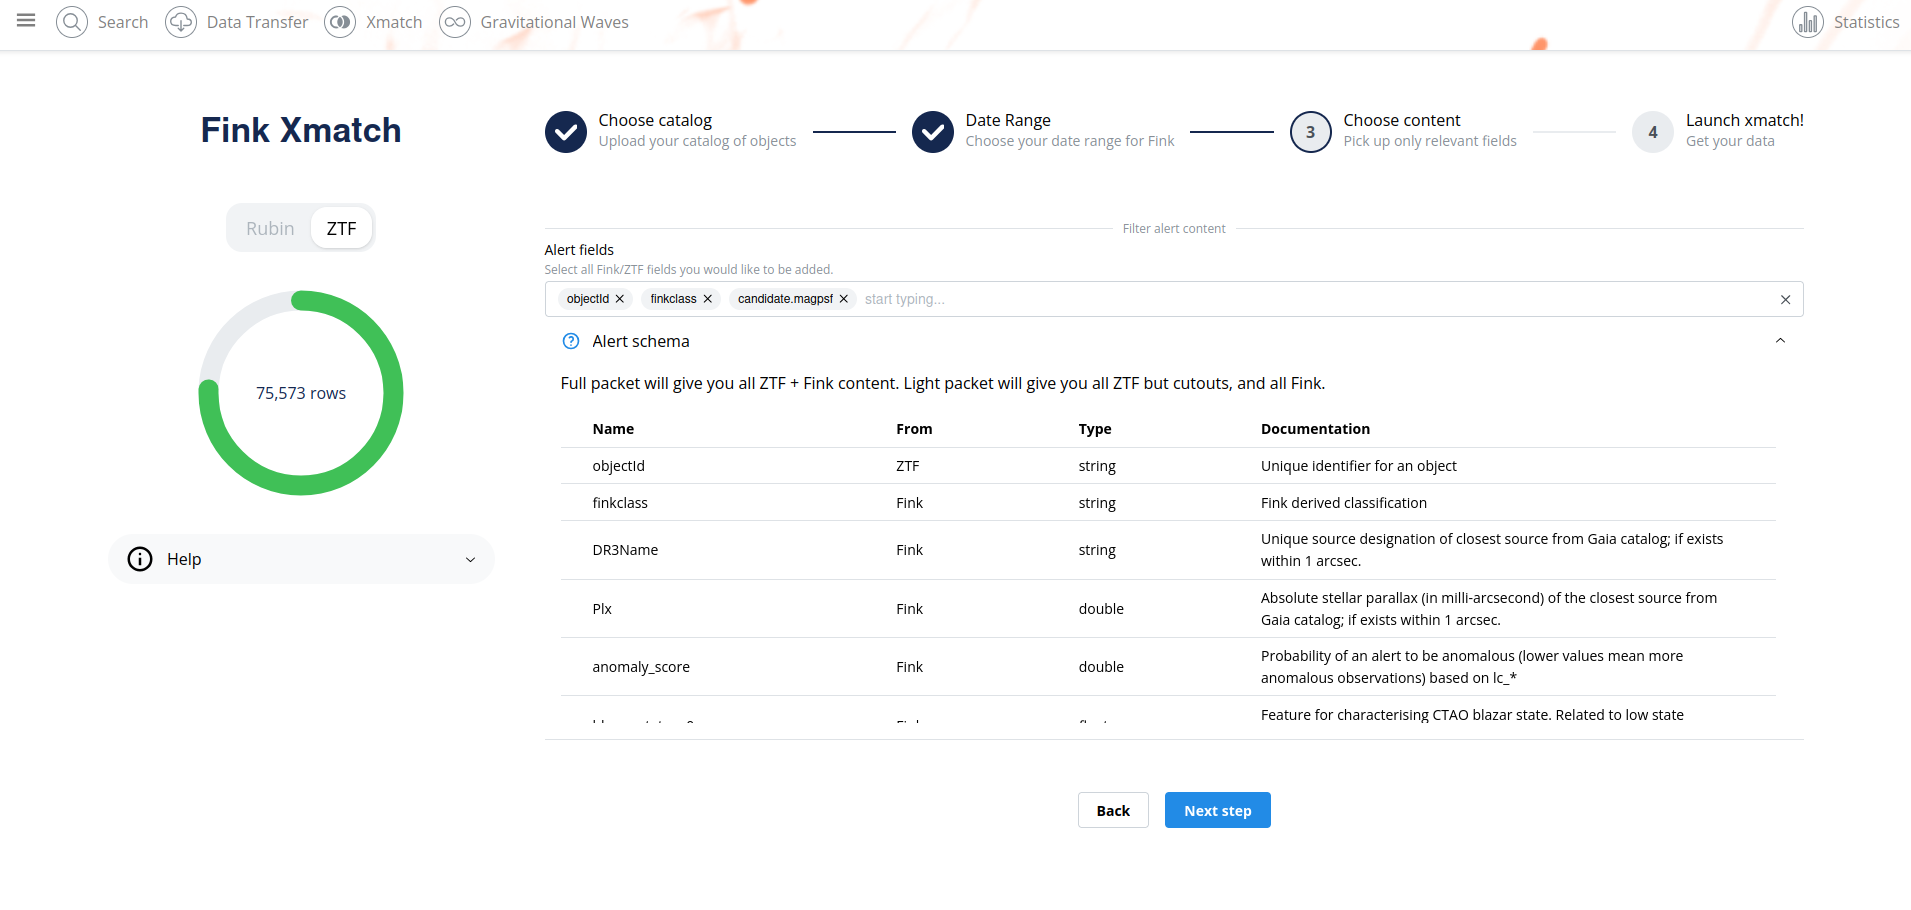 Search
Data Transfer
Xmatch
Gravitational Waves
Statistics
Fink Xmatch
Choose catalog
Upload your catalog of objects
Date Range
Choose your date range for Fink
3
Choose content
Pick up only relevant fields
4
Launch xmatch!
Get your data
Rubin
ZTF
75,573 rows
Help
Filter alert content
Alert fields
Select all Fink/ZTF fields you would like to be added.
objectId
finkclass
candidate.magpsf
start typing...
Alert schema
Full packet will give you all ZTF + Fink content. Light packet will give you all ZTF but cutouts, and all Fink.
Name From Type Documentation
objectId ZTF string Unique identifier for an object
finkclass Fink string Fink derived classification
DR3Name Fink string Unique source designation of closest source from Gaia catalog; if exists
within 1 arcsec.
Plx Fink double Absolute stellar parallax (in milli-arcsecond) of the closest source from
Gaia catalog; if exists within 1 arcsec.
anomaly_score Fink double Probability of an alert to be anomalous (lower values mean more
anomalous observations) based on lc_*
Feature for characterising CTAO blazar state. Related to low state
Back
Next step